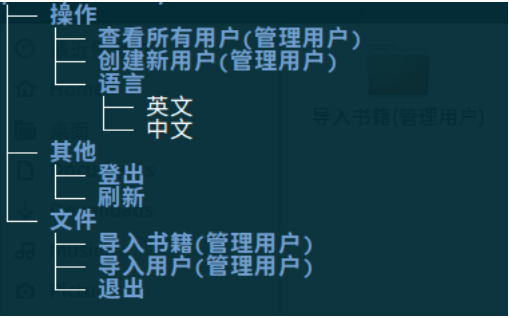 操作
查看所有用户(管理用户)
创建新用户(管理用户)
语言
英文
中文
其他
登出
刷新
文件
导入书籍(管理用户)
导入用户(管理用户)
退出
导入书籍(管理用户)